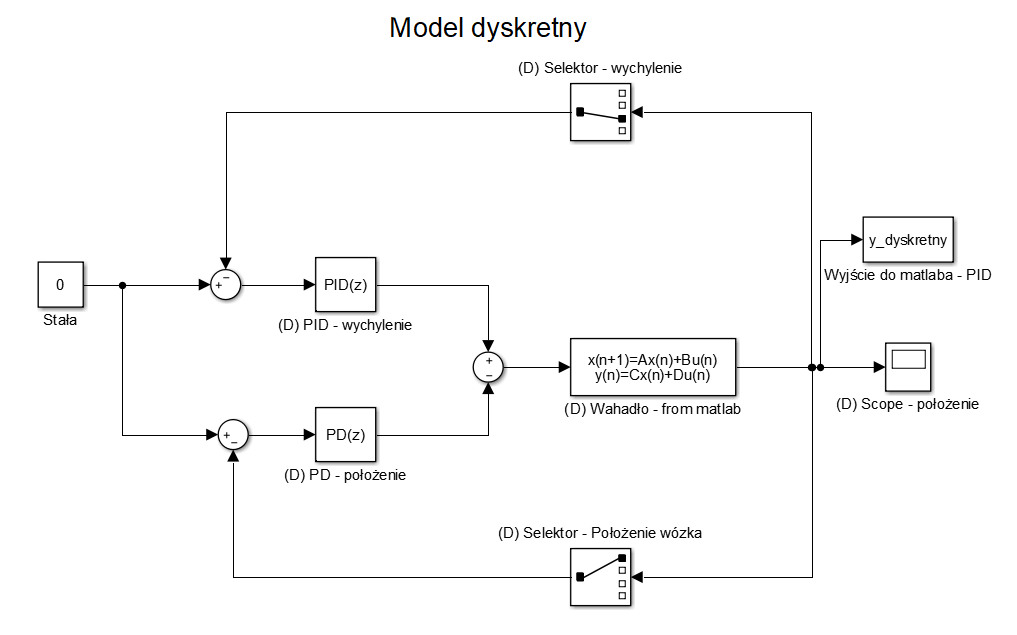 Model dyskretny
(D) Selektor - wychylenie
y_dyskretny
Wyjście do matlaba - PID
0
Stała
+
−
PID(z)
(D) PID - wychylenie
+
−
x(n+1)=Ax(n)+Bu(n)
y(n)=Cx(n)+Du(n)
(D) Wahadło - from matlab
(D) Scope - położenie
+
−
PD(z)
(D) PD - położenie
(D) Selektor - Położenie wózka